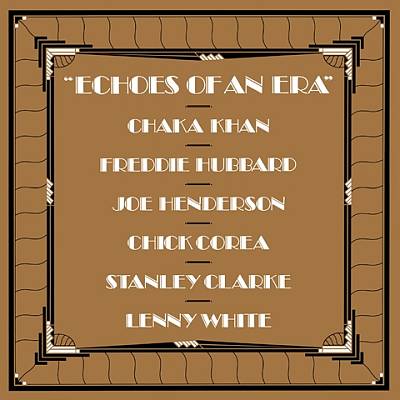 “ECHOES OF AN ERA”
CHAKA KHAN
FREDDIE HUBBARD
JOE HENDERSON
CHICK COREA
STANLEY CLARKE
LENNY WHITE